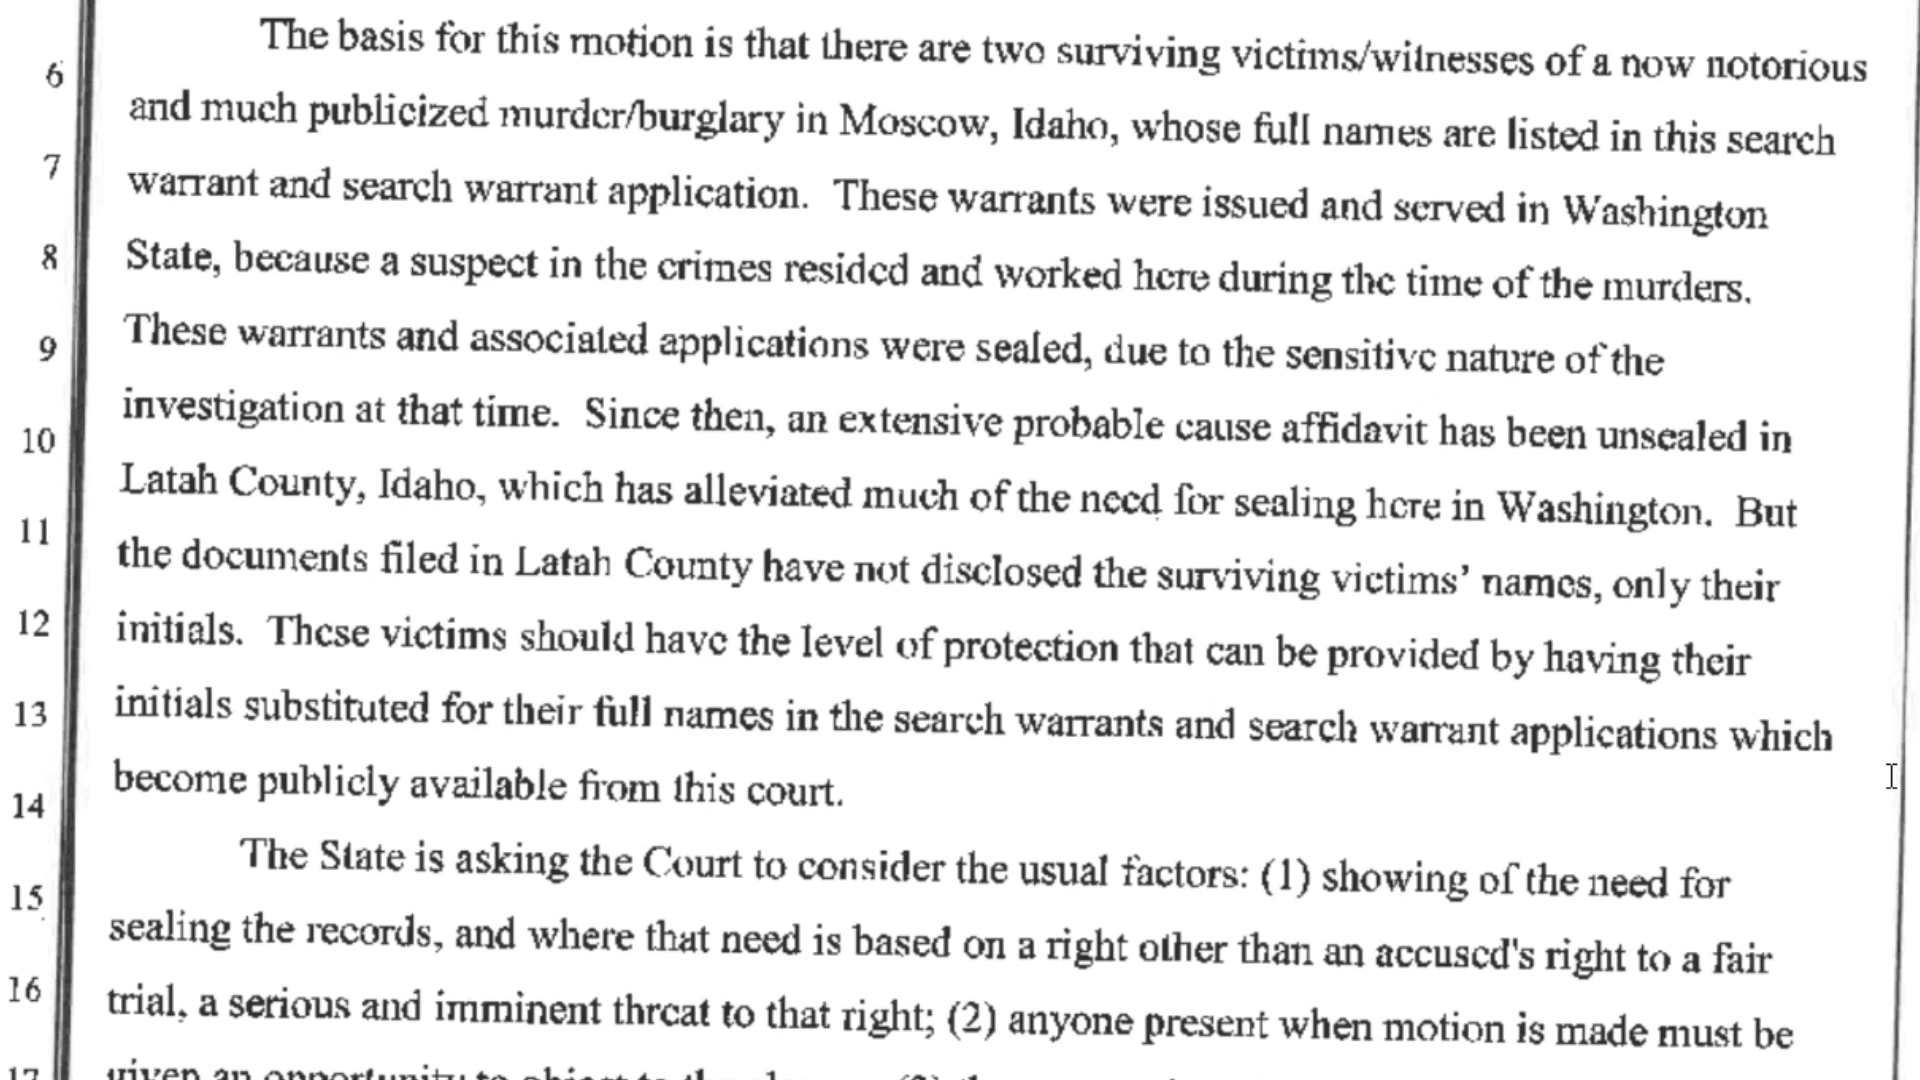 The basis for this motion is that there are two surviving victims/witnesses of a now notorious
6
and much publicized murder/burglary in Moscow, Idaho, whose full names are listed in this search
7
warrant and search warrant application. These warrants were issued and served in Washington
8
State, because a suspect in the crimes resided and worked here during the time of the murders.
9
These warrants and associated applications were sealed, due to the sensitive nature of the
investigation at that time. Since then, an extensive probable cause affidavit has been unsealed in
10
Latah County, Idaho, which has alleviated much of the need for sealing here in Washington. But
11
the documents filed in Latah County have not disclosed the surviving victims' names, only their
12
initials. These victims should have the level of protection that can be provided by having their
13
initials substituted for their full names in the search warrants and search warrant applications which
14
become publicly available from this court.
The State is asking the Court to consider the usual factors: (1) showing of the need for
15
sealing the records, and where that need is based on a right other than an accused's right to a fair
16
trial, a serious and imminent threat to that right; (2) anyone present when motion is made must be
17
given an opportunity to object to the